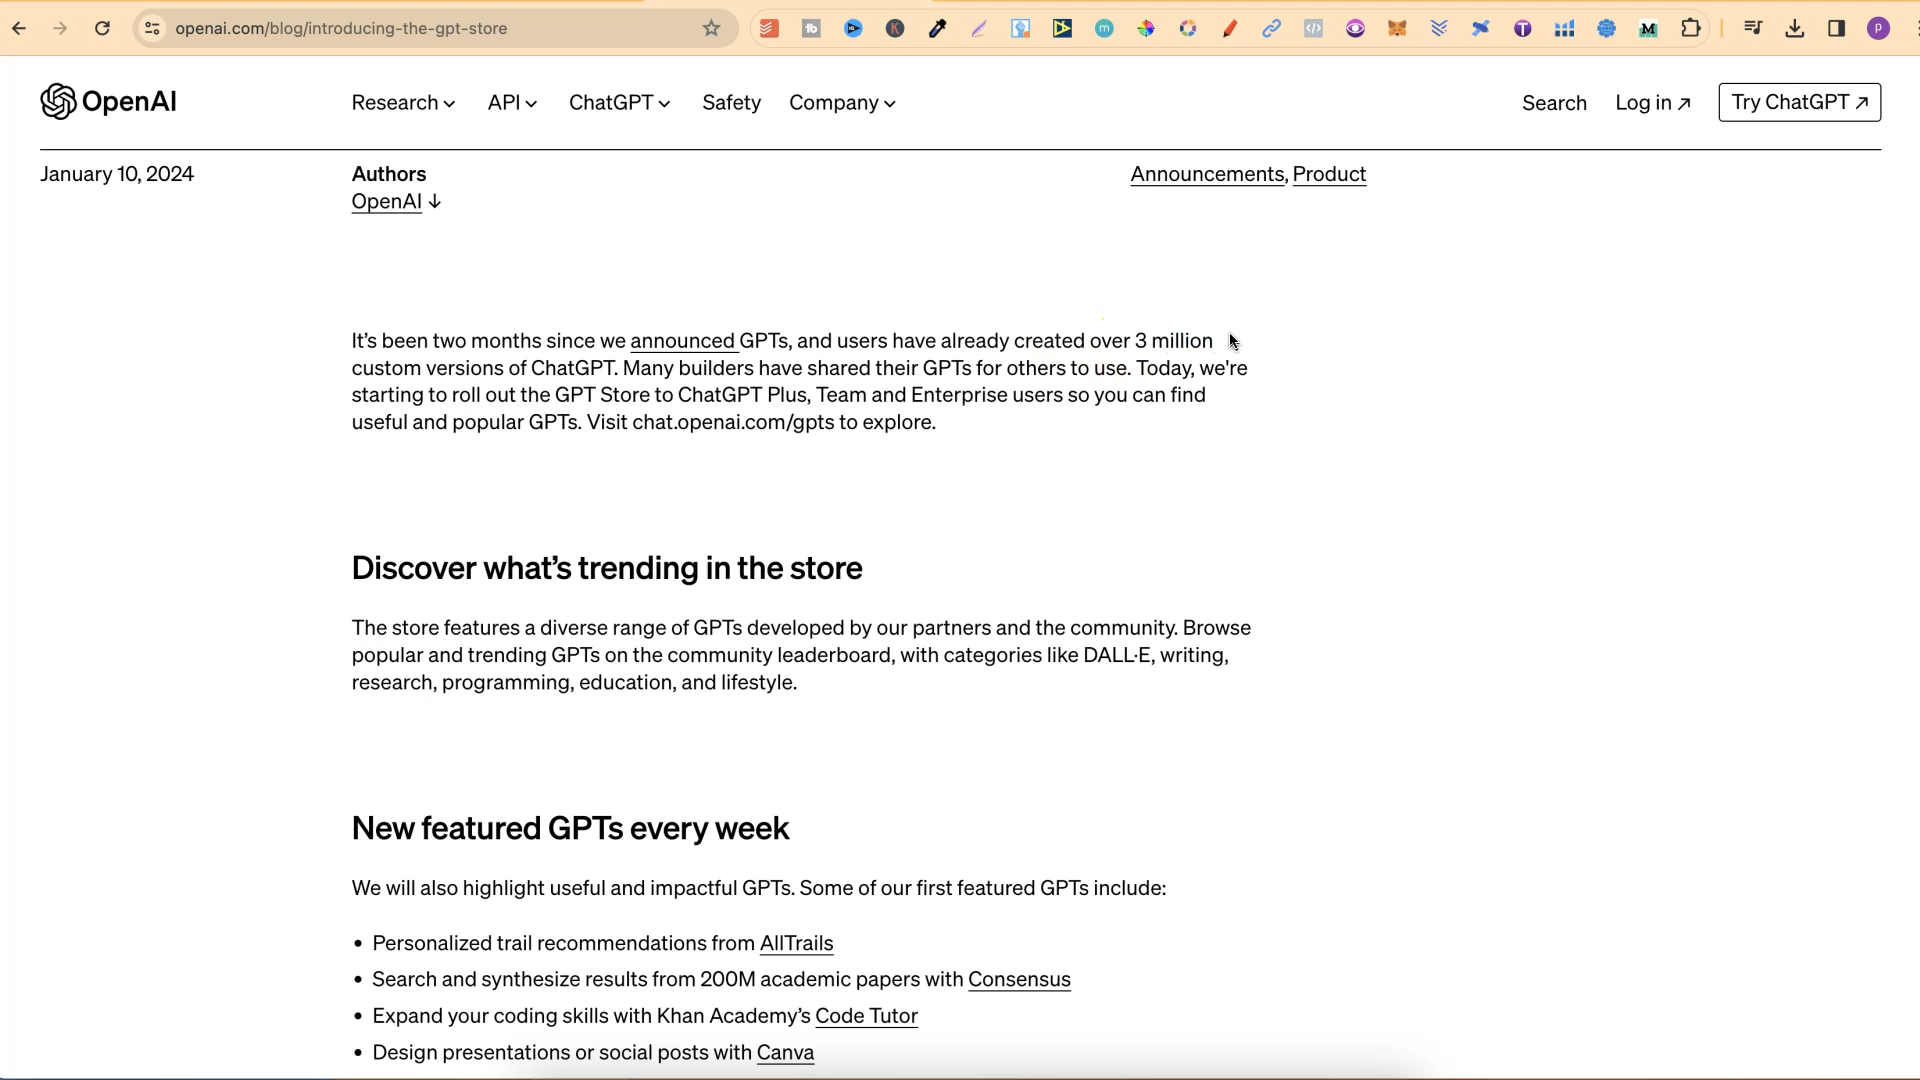 openai.com/blog/introducing-the-gpt-store
OpenAI
Research
API
ChatGPT
Safety
Company
Search
Log in ↗
Try ChatGPT ↗
January 10, 2024
Authors
OpenAI ↓
Announcements, Product
It’s been two months since we announced GPTs, and users have already created over 3 million
custom versions of ChatGPT. Many builders have shared their GPTs for others to use. Today, we're
starting to roll out the GPT Store to ChatGPT Plus, Team and Enterprise users so you can find
useful and popular GPTs. Visit chat.openai.com/gpts to explore.
Discover what’s trending in the store
The store features a diverse range of GPTs developed by our partners and the community. Browse
popular and trending GPTs on the community leaderboard, with categories like DALL·E, writing,
research, programming, education, and lifestyle.
New featured GPTs every week
We will also highlight useful and impactful GPTs. Some of our first featured GPTs include:
• Personalized trail recommendations from AllTrails
• Search and synthesize results from 200M academic papers with Consensus
• Expand your coding skills with Khan Academy’s Code Tutor
• Design presentations or social posts with Canva